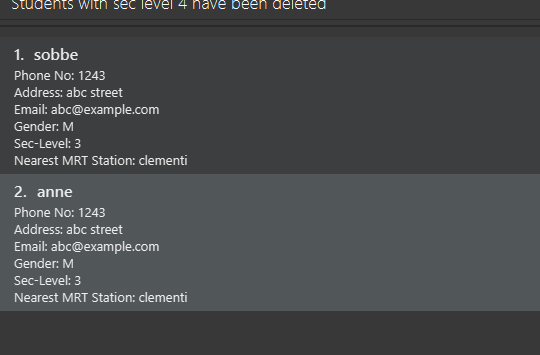 Students with sec level 4 have been deleted
1. sobbe
Phone No: 1243
Address: abc street
Email: abc@example.com
Gender: M
Sec-Level: 3
Nearest MRT Station: clementi
2. anne
Phone No: 1243
Address: abc street
Email: abc@example.com
Gender: M
Sec-Level: 3
Nearest MRT Station: clementi